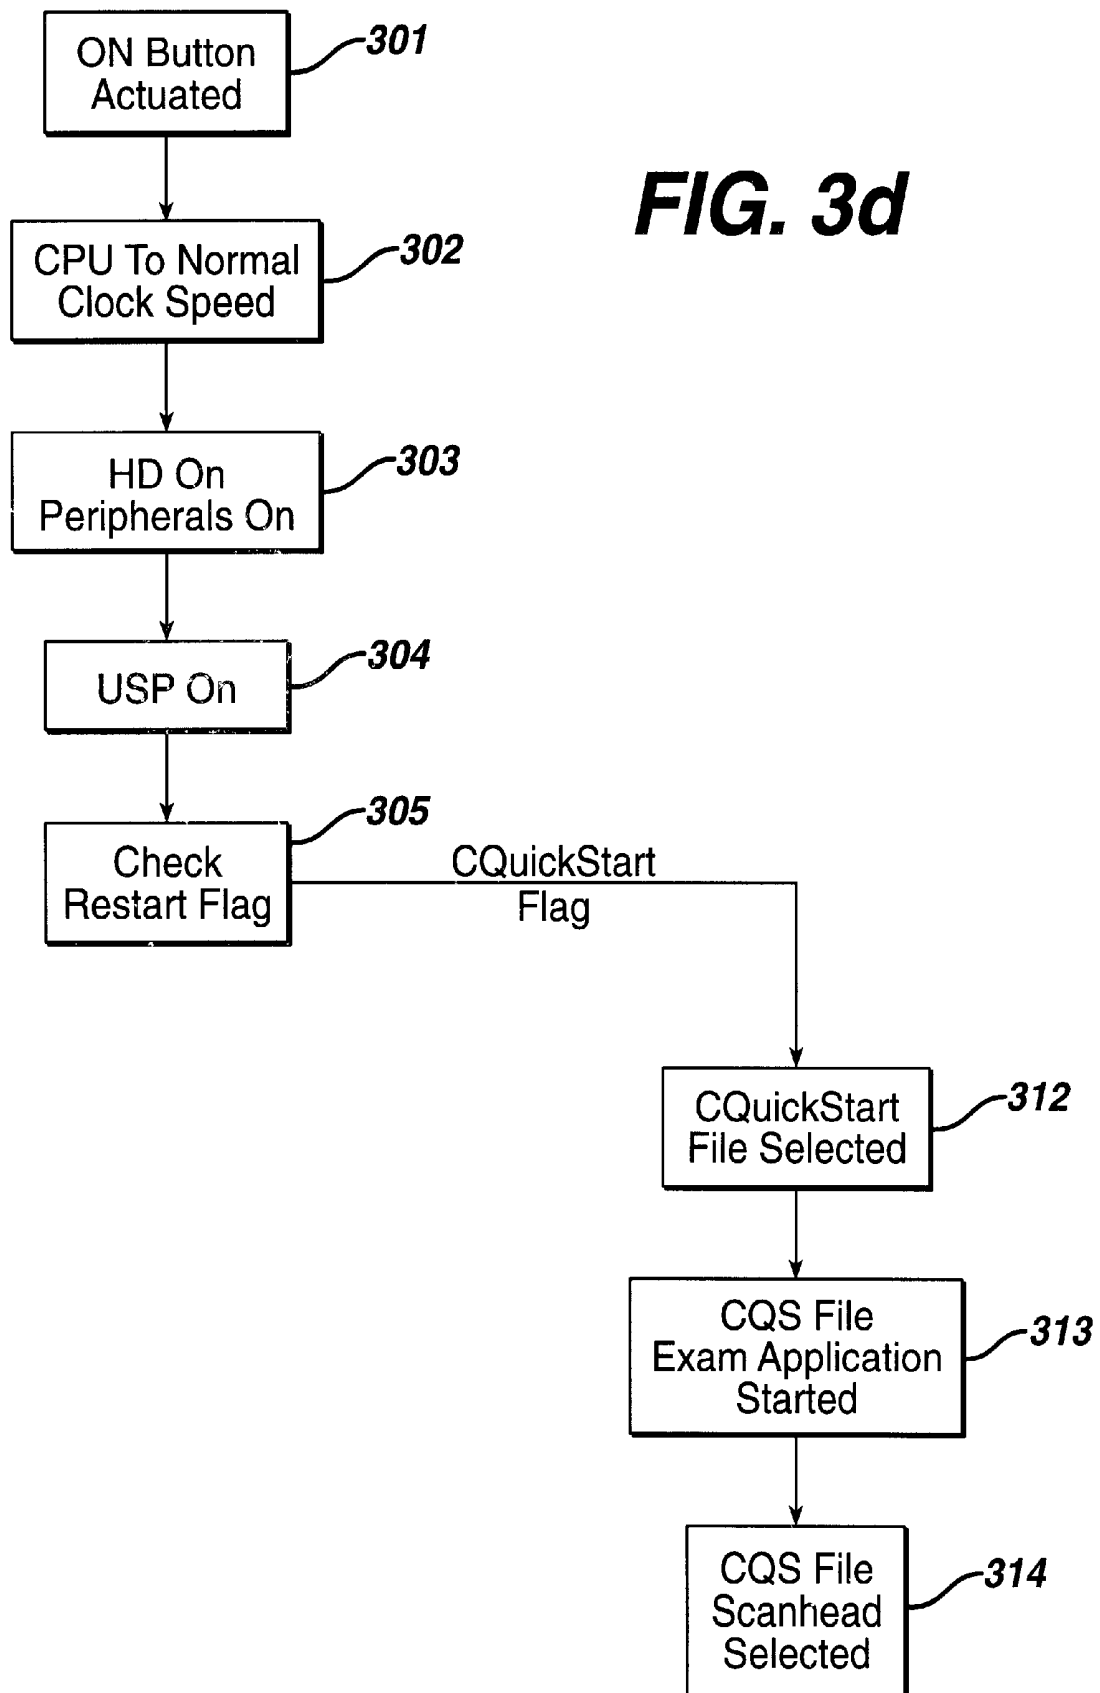 ON Button
Actuated
301
FIG. 3d
CPU To Normal
Clock Speed
302
HD On
Peripherals On
303
USP On
304
Check
Restart Flag
305
CQuickStart
Flag
CQuickStart
File Selected
312
CQS File
Exam Application
Started
313
CQS File
Scanhead
Selected
314